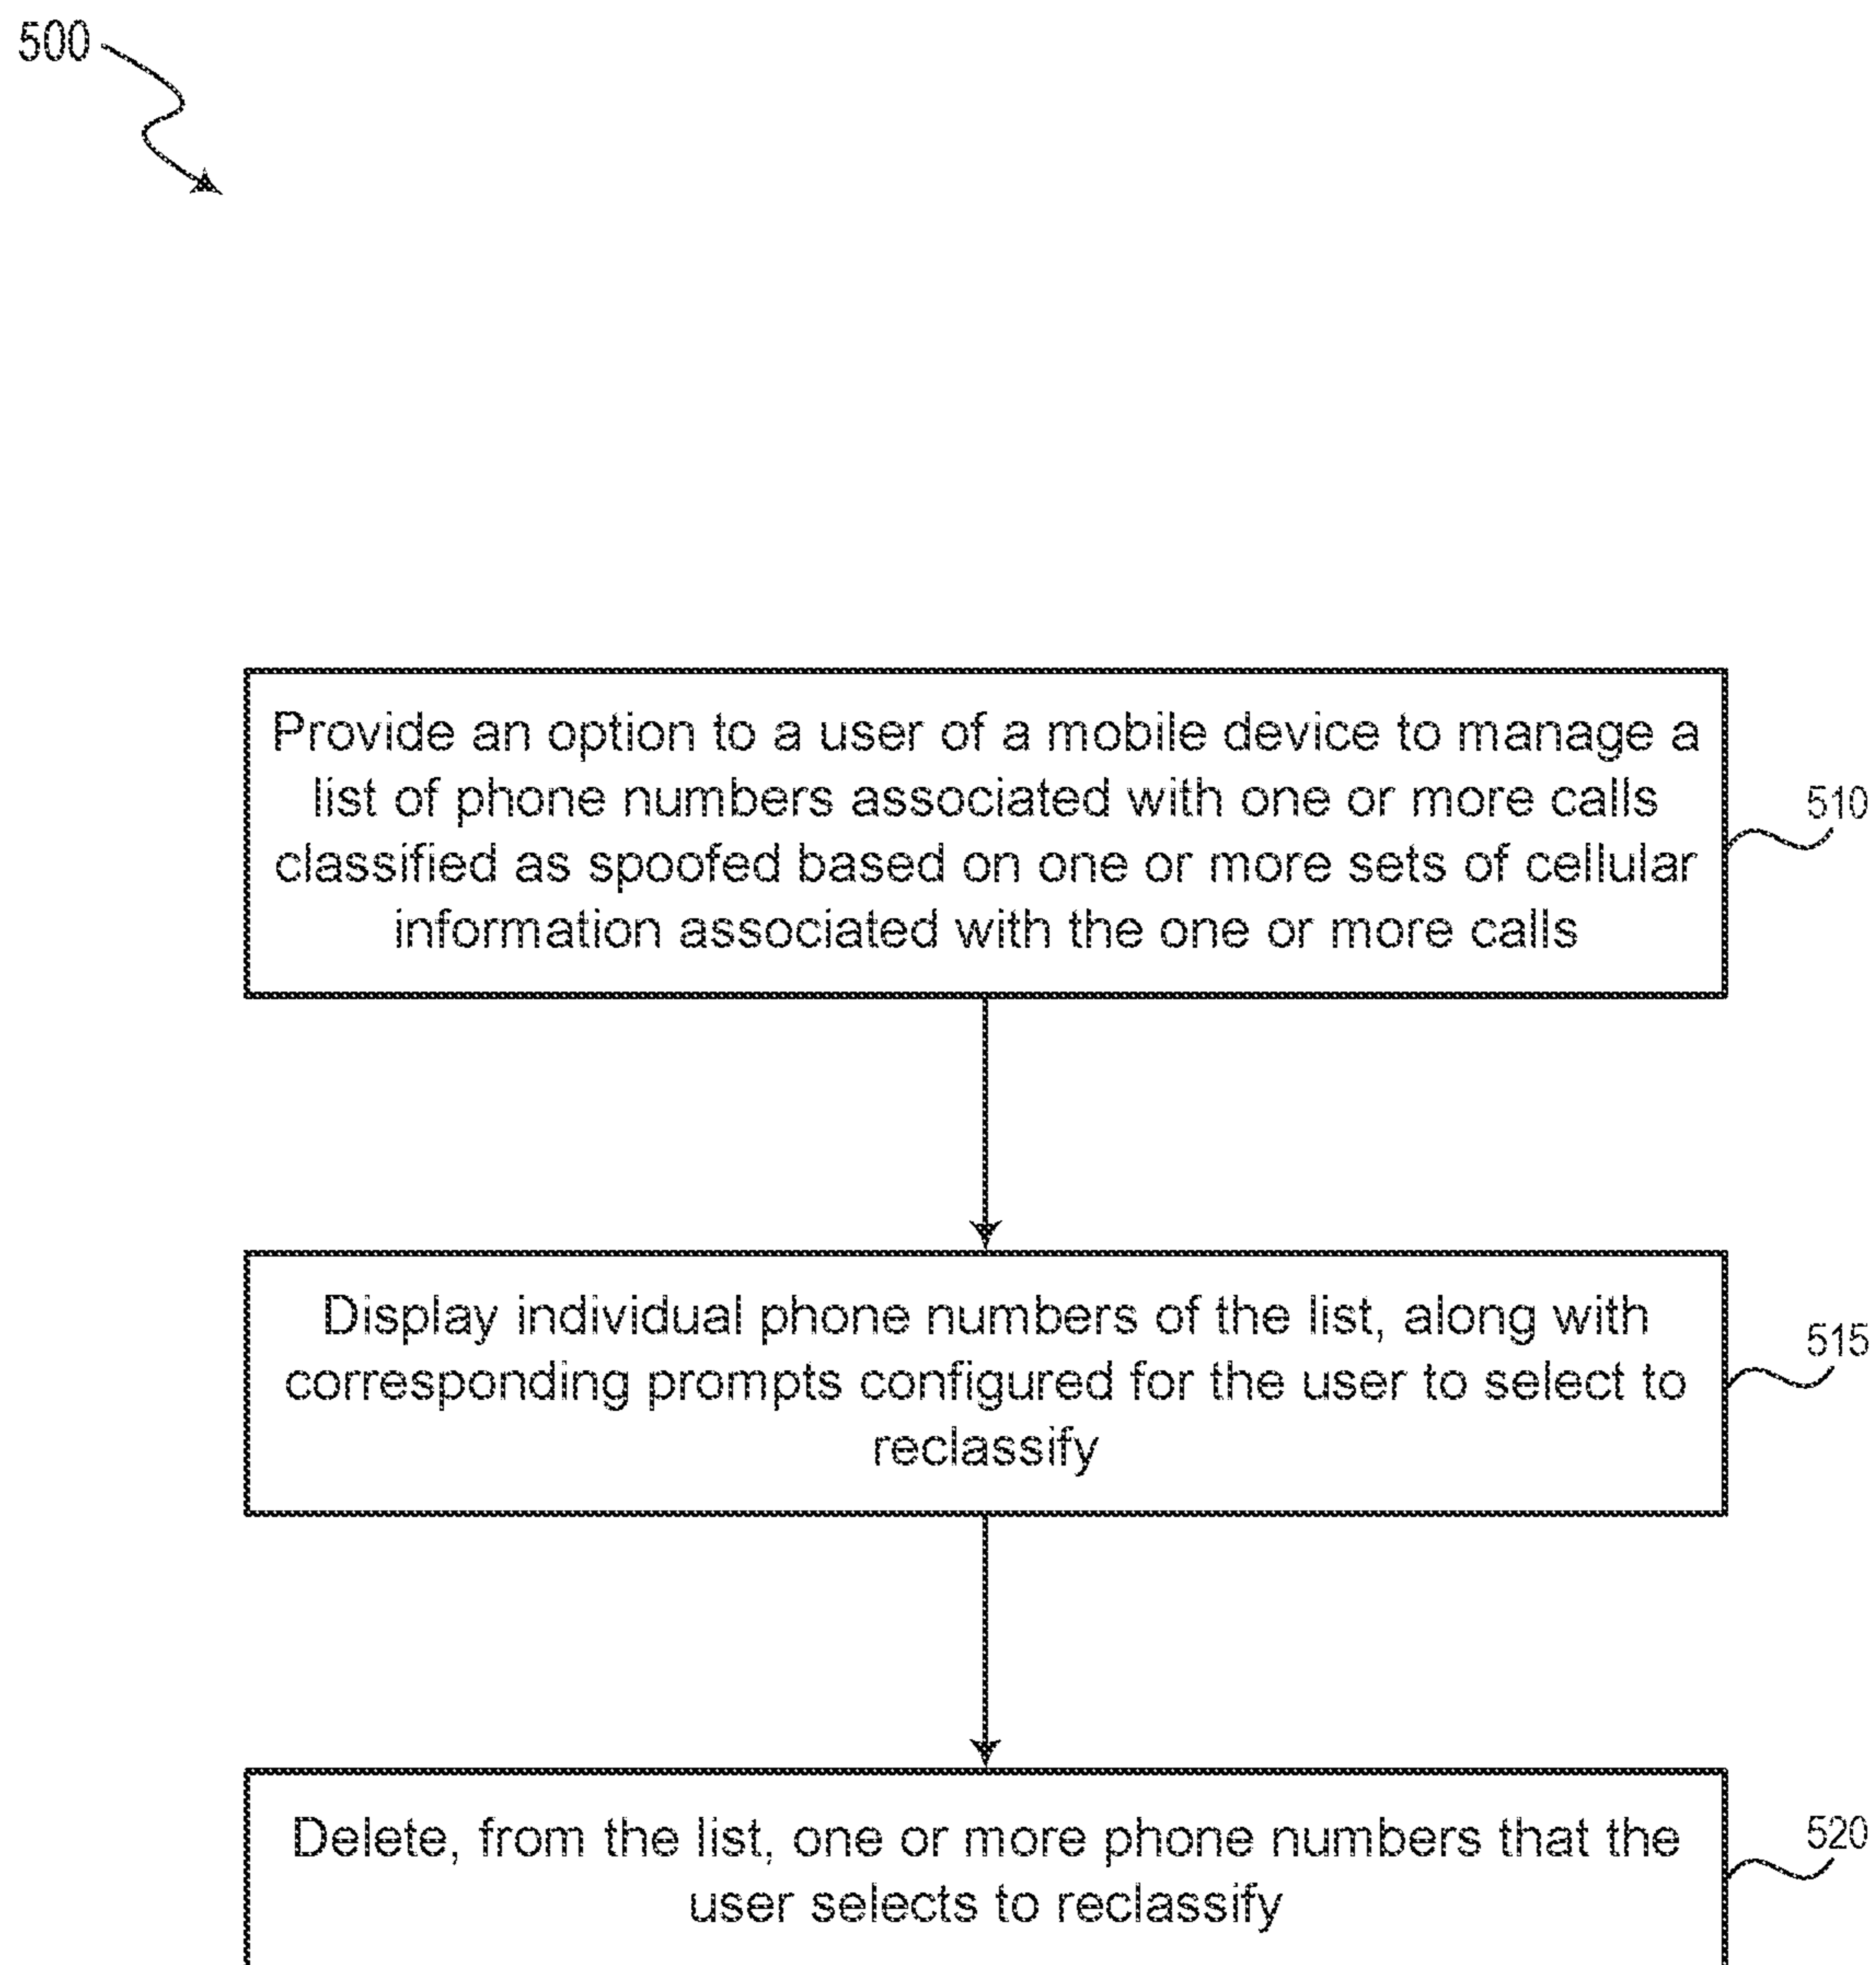 500
Provide an option to a user of a mobile device to manage a
list of phone numbers associated with one or more calls
classified as spoofed based on one or more sets of cellular
information associated with the one or more calls
510
Display individual phone numbers of the list, along with
corresponding prompts configured for the user to select to
reclassify
515
Delete, from the list, one or more phone numbers that the
user selects to reclassify
520